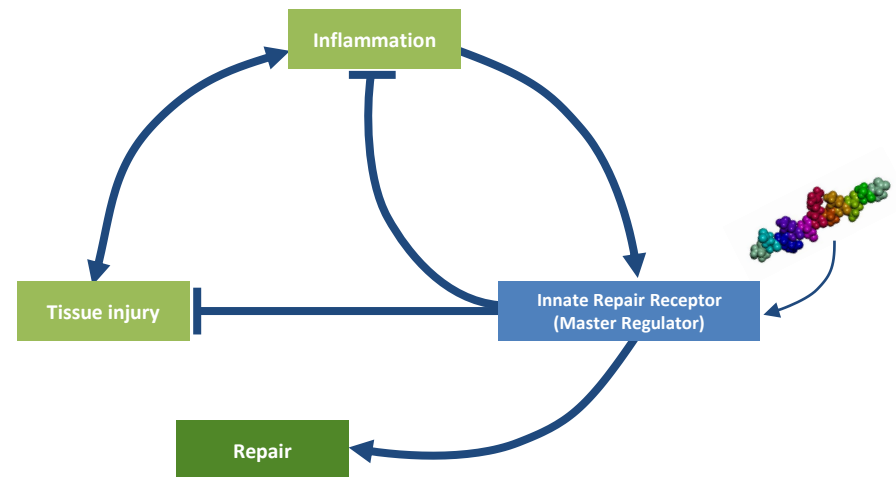 Inflammation
Tissue injury
Innate Repair Receptor
(Master Regulator)
Repair